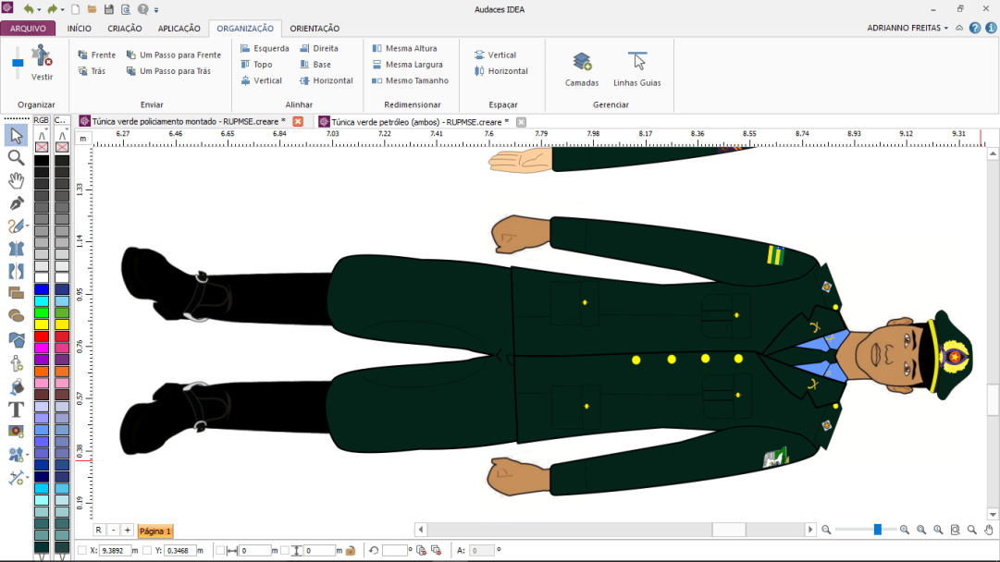 Audaces IDEA
ARQUIVO INÍCIO CRIAÇÃO APLICAÇÃO ORGANIZAÇÃO ORIENTAÇÃO ADRIANNO FREITAS
Vestir
Organizar
Frente Um Passo para Frente
Trás Um Passo para Trás
Enviar
Esquerda Direita
Topo Base
Vertical Horizontal
Alinhar
Mesma Altura
Mesma Largura
Mesmo Tamanho
Redimensionar
Vertical
Horizontal
Espaçar
Camadas Linhas Guias
Gerenciar
RGB C... Túnica verde policiamento montado - RUPMSE.creare * Túnica verde petróleo (ambos) - RUPMSE.creare *
m 6.27 6.46 6.65 6.84 7.03 7.22 7.41 7.6 7.79 7.98 8.17 8.36 8.55 8.74 8.93 9.12 9.31
1.33
1.14
0.95
0.76
0.57
0.38
0.19
R - + Página 1
X: 9.3892 m Y: 0.3468 m 0 m 0 m º A: 0 º